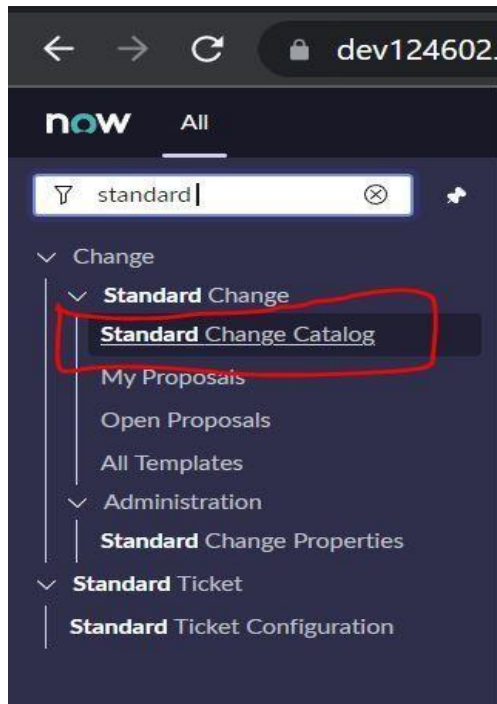 dev124602.
now All
standard
Change
Standard Change
Standard Change Catalog
My Proposals
Open Proposals
All Templates
Administration
Standard Change Properties
Standard Ticket
Standard Ticket Configuration